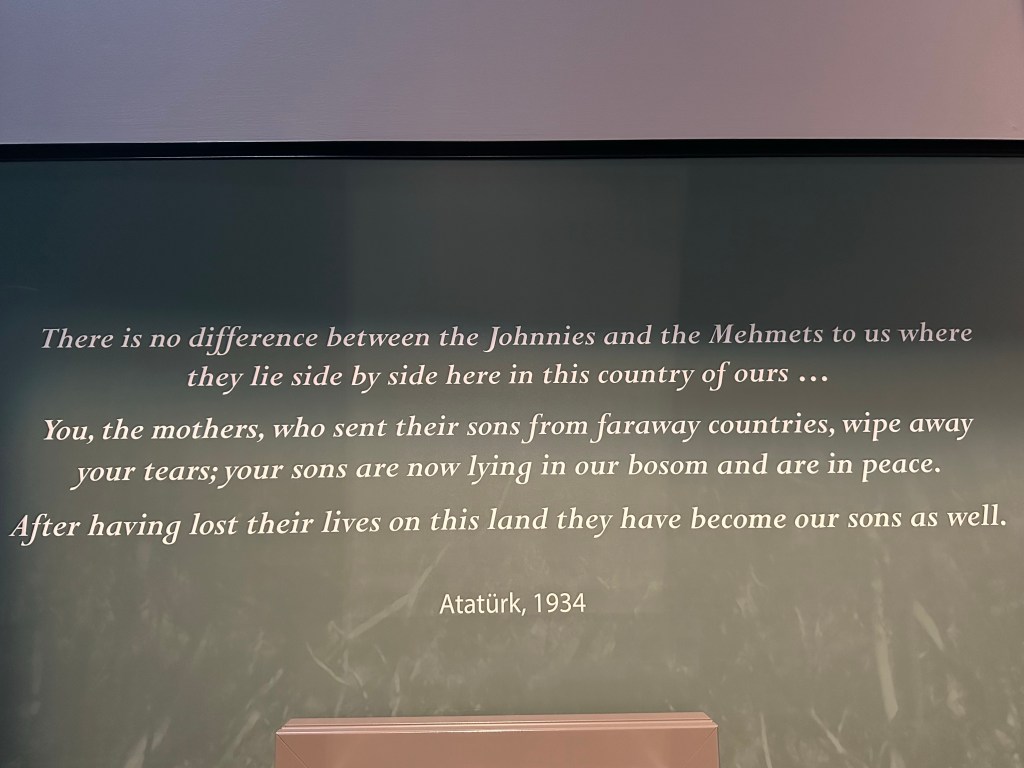 There is no difference between the Johnnies and the Mehmets to us where
they lie side by side here in this country of ours ...
You, the mothers, who sent their sons from faraway countries, wipe away
your tears; your sons are now lying in our bosom and are in peace.
After having lost their lives on this land they have become our sons as well.
Atatürk, 1934